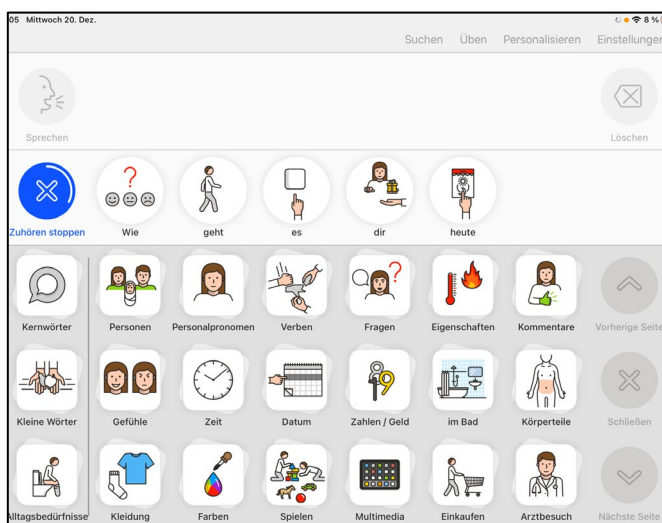 05 Mittwoch 20. Dez. 8 %
Suchen Üben Personalisieren Einstellungen
Sprechen Löschen
Zuhören stoppen Wie geht es dir heute
Kernwörter Personen Personalpronomen Verben Fragen Eigenschaften Kommentare Vorherige Seite
Kleine Wörter Gefühle Zeit Datum Zahlen / Geld im Bad Körperteile Schließen
Alltagsbedürfnisse Kleidung Farben Spielen Multimedia Einkaufen Arztbesuch Nächste Seite